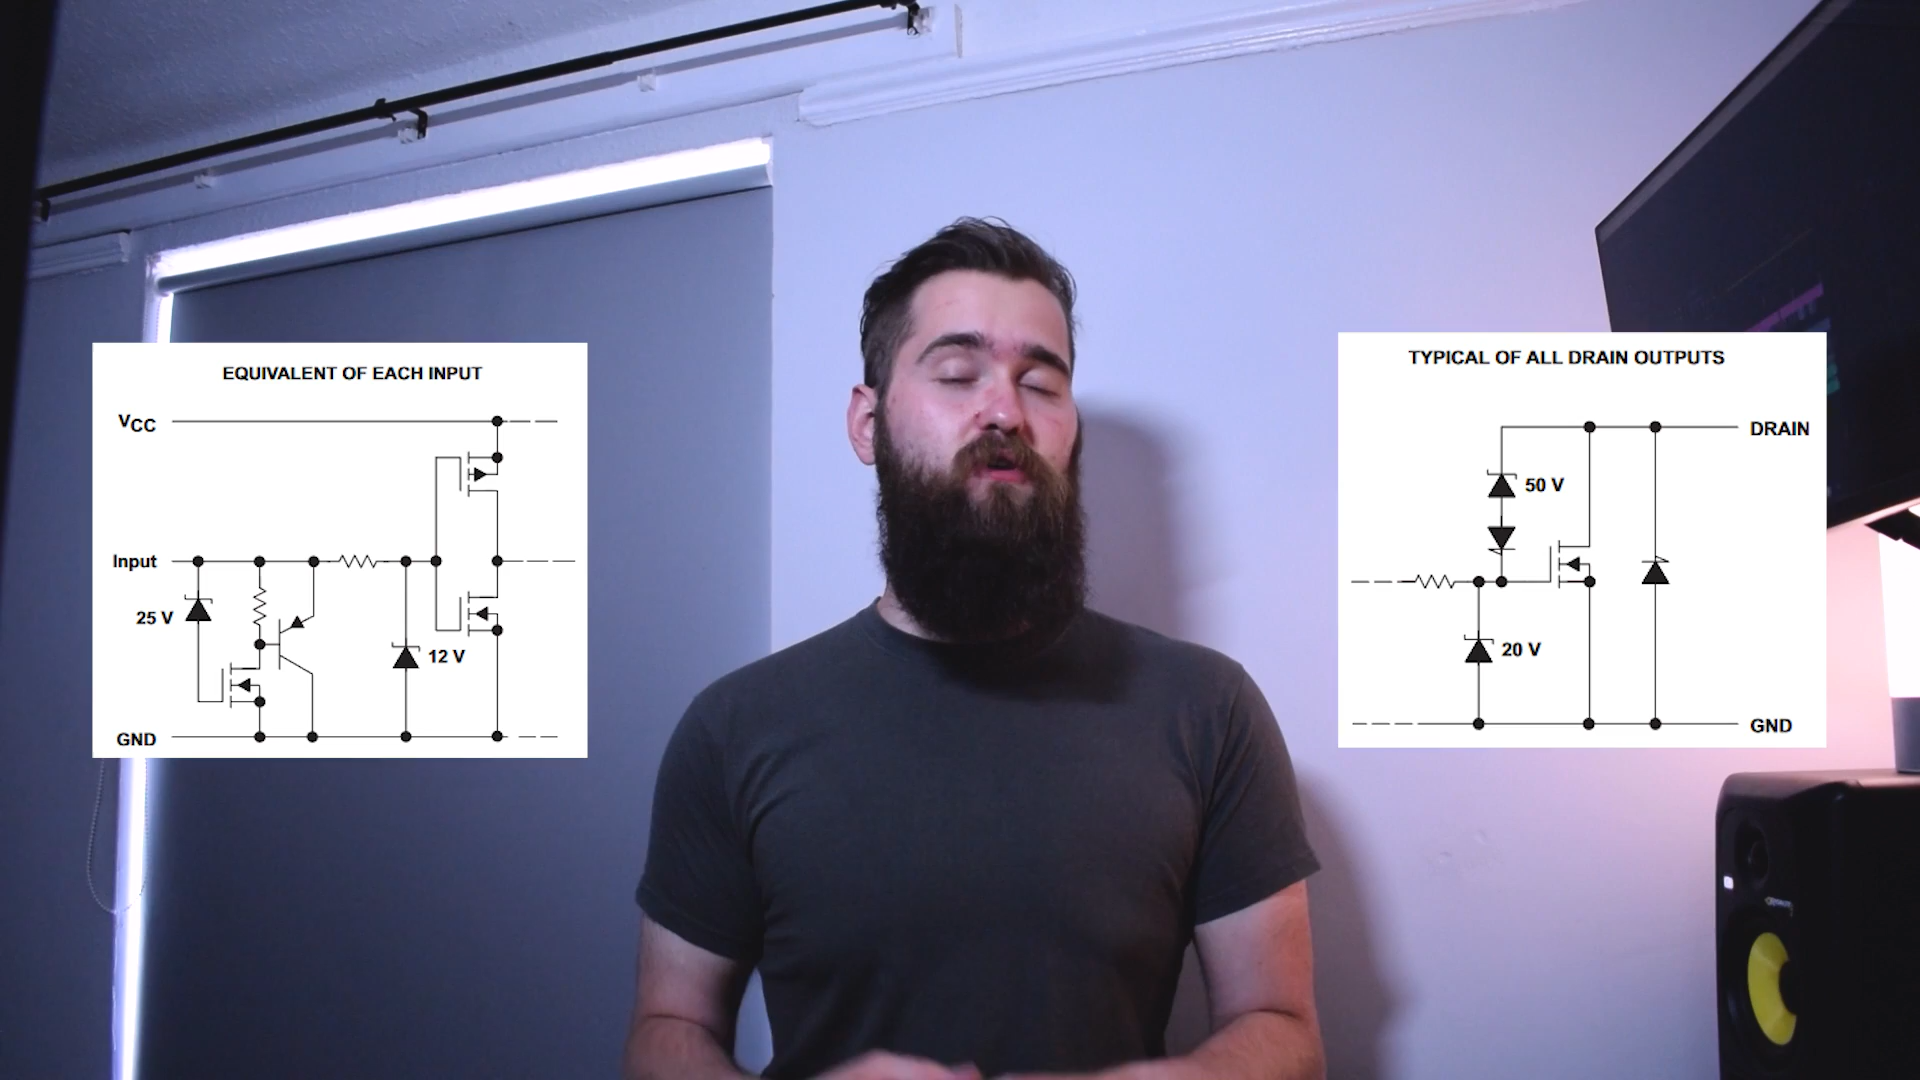 EQUIVALENT OF EACH INPUT
VCC
Input
25 V
12 V
GND
TYPICAL OF ALL DRAIN OUTPUTS
DRAIN
50 V
20 V
GND